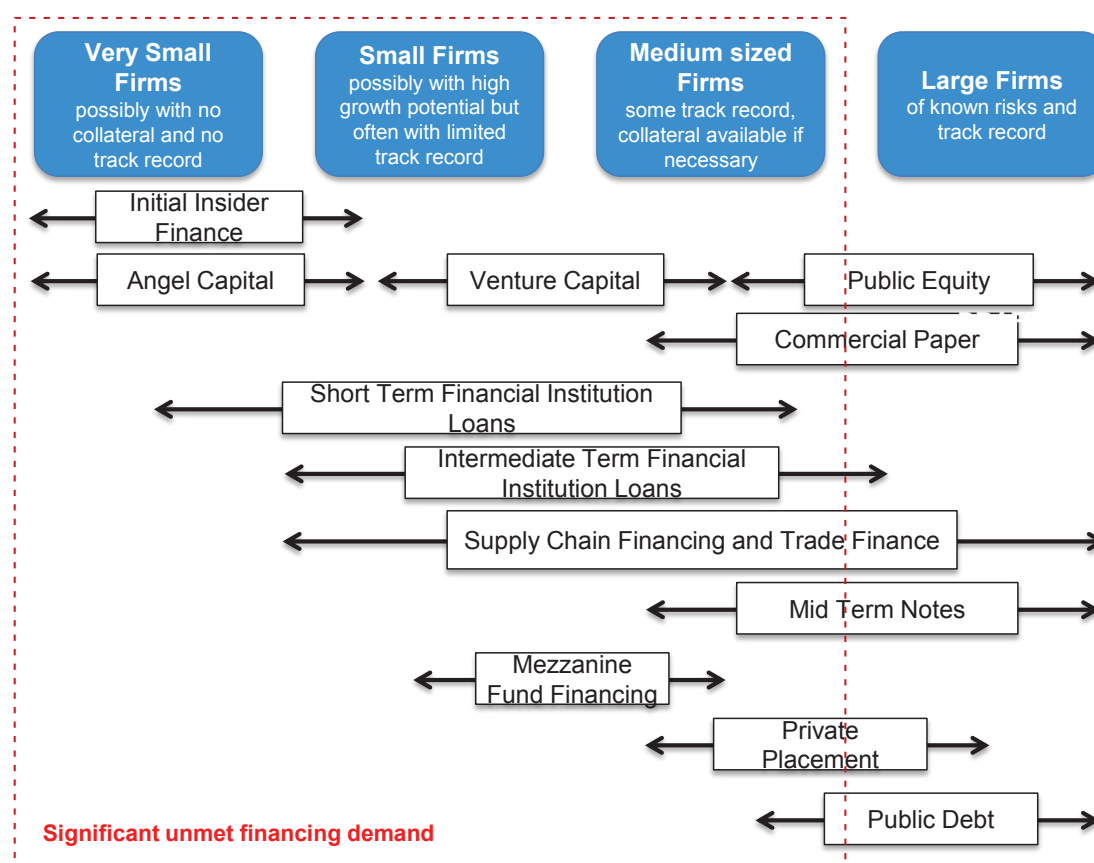 Very Small
Firms
possibly with no
collateral and no
track record
Small Firms
possibly with high
growth potential but
often with limited
track record
Medium sized
Firms
some track record,
collateral available if
necessary
Large Firms
of known risks and
track record
Initial Insider
Finance
Angel Capital
Venture Capital
Public Equity
Commercial Paper
Short Term Financial Institution
Loans
Intermediate Term Financial
Institution Loans
Supply Chain Financing and Trade Finance
Mid Term Notes
Mezzanine
Fund Financing
Private
Placement
Public Debt
Significant unmet financing demand